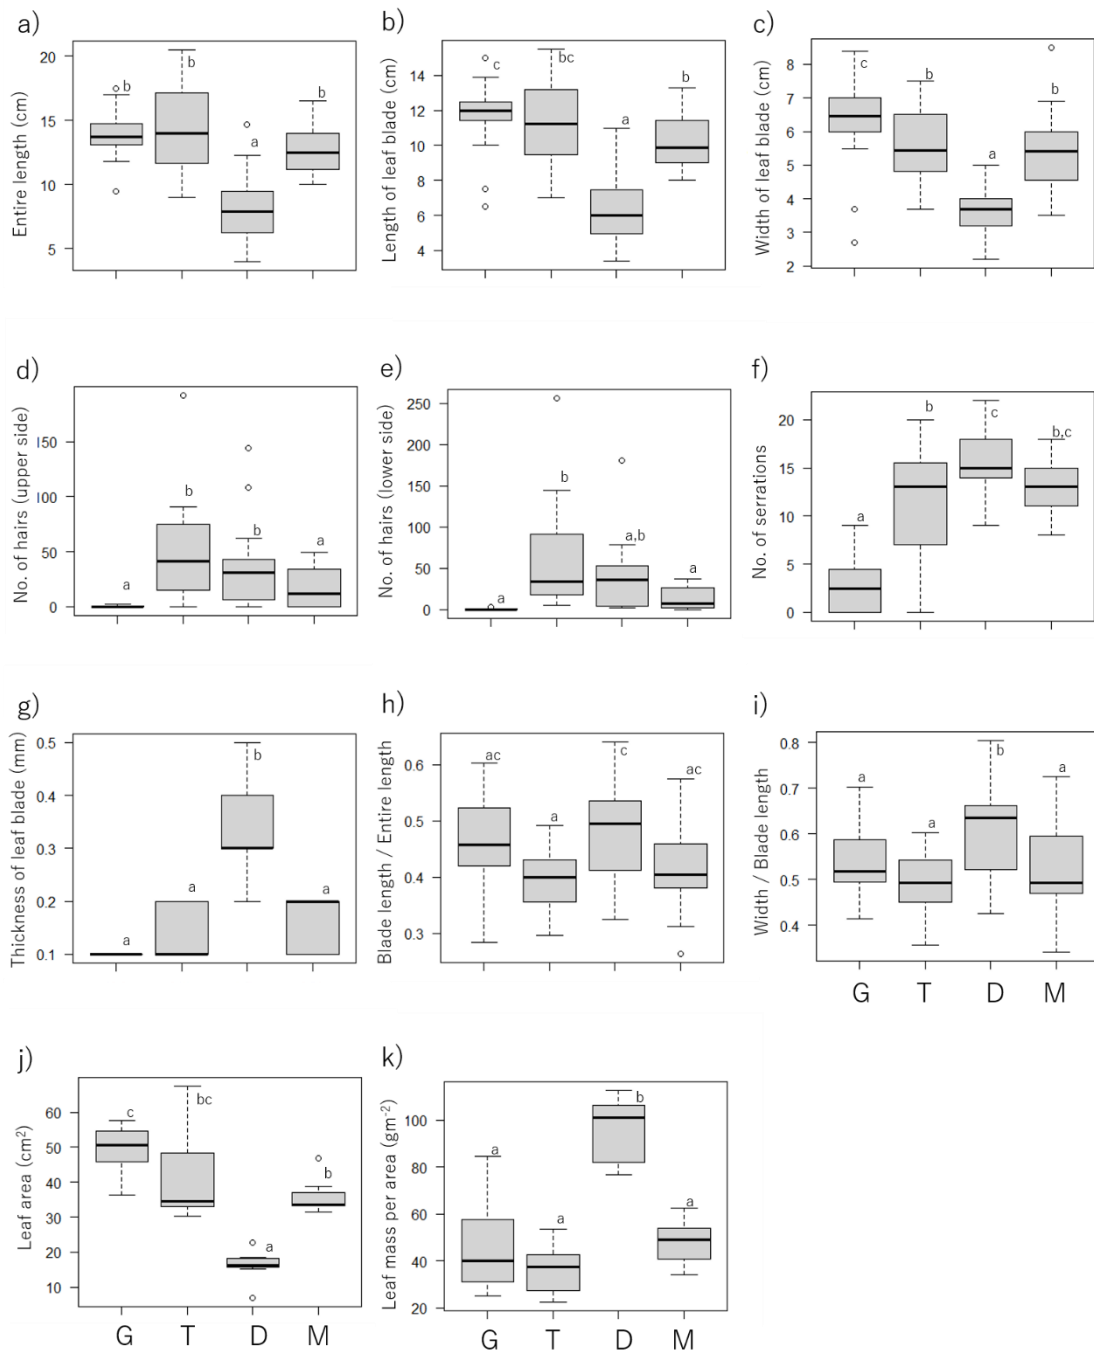 a)
Entire length (cm)
20
15
10
5
b
b
a
b
b)
Length of leaf blade (cm)
14
12
10
8
6
4
c
bc
a
b
c)
Width of leaf blade (cm)
8
7
6
5
4
3
2
c
b
a
b
d)
No. of hairs (upper side)
150
100
50
0
a
b
b
a
e)
No. of hairs (lower side)
250
200
150
100
50
0
a
b
a,b
a
f)
No. of serrations
20
15
10
5
0
a
b
c
b,c
g)
Thickness of leaf blade (mm)
0.5
0.4
0.3
0.2
0.1
a
a
b
a
h)
Blade length / Entire length
0.6
0.5
0.4
0.3
ac
a
c
ac
i)
Width / Blade length
0.8
0.7
0.6
0.5
0.4
a
a
b
a
G T D M
j)
Leaf area (cm²)
60
50
40
30
20
10
c
bc
a
b
G T D M
k)
Leaf mass per area (gm⁻²)
100
80
60
40
20
a
a
b
a
G T D M